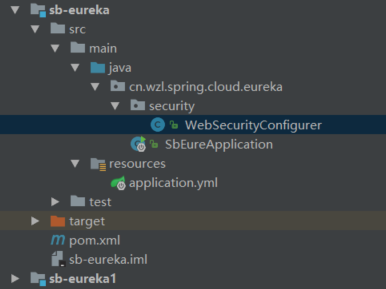 sb-eureka
src
main
java
cn.wzl.spring.cloud.eureka
security
WebSecurityConfigurer
SbEureApplication
resources
application.yml
test
target
pom.xml
sb-eureka.iml
sb-eureka1